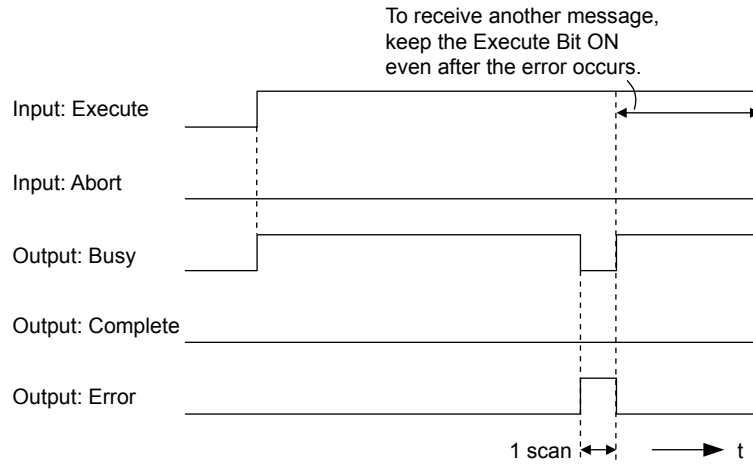 To receive another message,
keep the Execute Bit ON
even after the error occurs.
Input: Execute
Input: Abort
Output: Busy
Output: Complete
Output: Error
1 scan
t